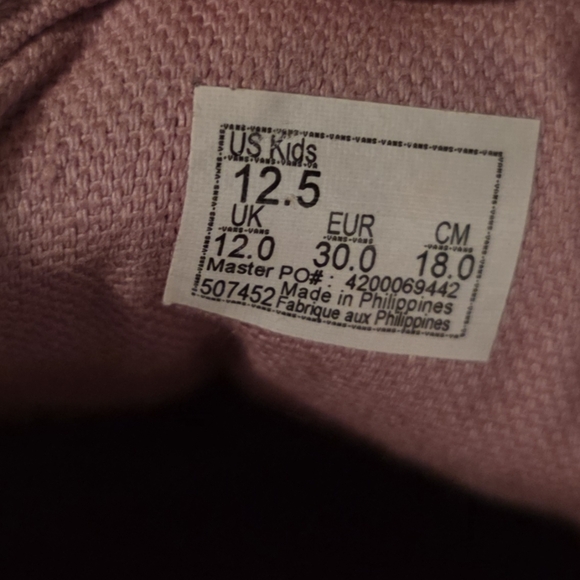 US Kids
12.5
UK EUR CM
12.0 30.0 18.0
Master PO# : 4200069442
507452 Made in Philippines
Fabrique aux Philippines